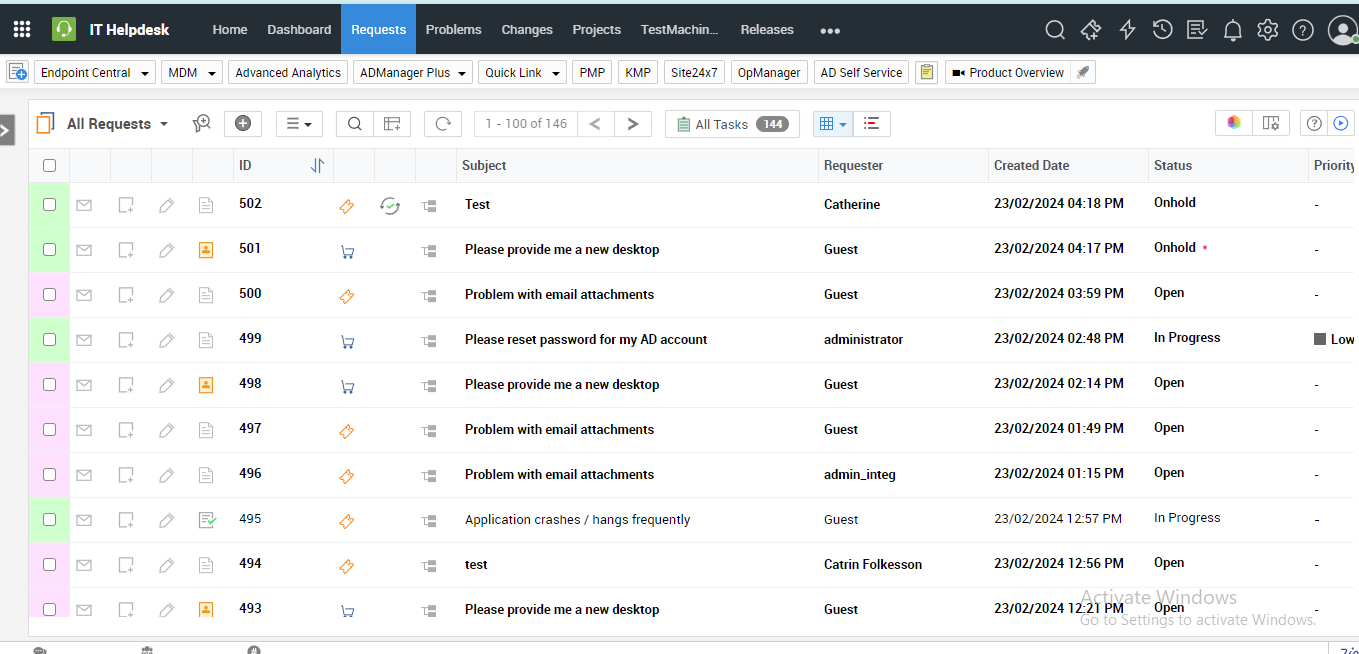 IT Helpdesk Home Dashboard Requests Problems Changes Projects TestMachin... Releases
Endpoint Central MDM Advanced Analytics ADManager Plus Quick Link PMP KMP Site24x7 OpManager AD Self Service Product Overview
All Requests 1 - 100 of 146 All Tasks 144
ID Subject Requester Created Date Status Priority
502 Test Catherine 23/02/2024 04:18 PM Onhold -
501 Please provide me a new desktop Guest 23/02/2024 04:17 PM Onhold * -
500 Problem with email attachments Guest 23/02/2024 03:59 PM Open -
499 Please reset password for my AD account administrator 23/02/2024 02:48 PM In Progress Low
498 Please provide me a new desktop Guest 23/02/2024 02:14 PM Open -
497 Problem with email attachments Guest 23/02/2024 01:49 PM Open -
496 Problem with email attachments admin_integ 23/02/2024 01:15 PM Open -
495 Application crashes / hangs frequently Guest 23/02/2024 12:57 PM In Progress -
494 test Catrin Folkesson 23/02/2024 12:56 PM Open -
493 Please provide me a new desktop Guest 23/02/2024 12:21 PM Open -
Activate Windows
Go to Settings to activate Windows.